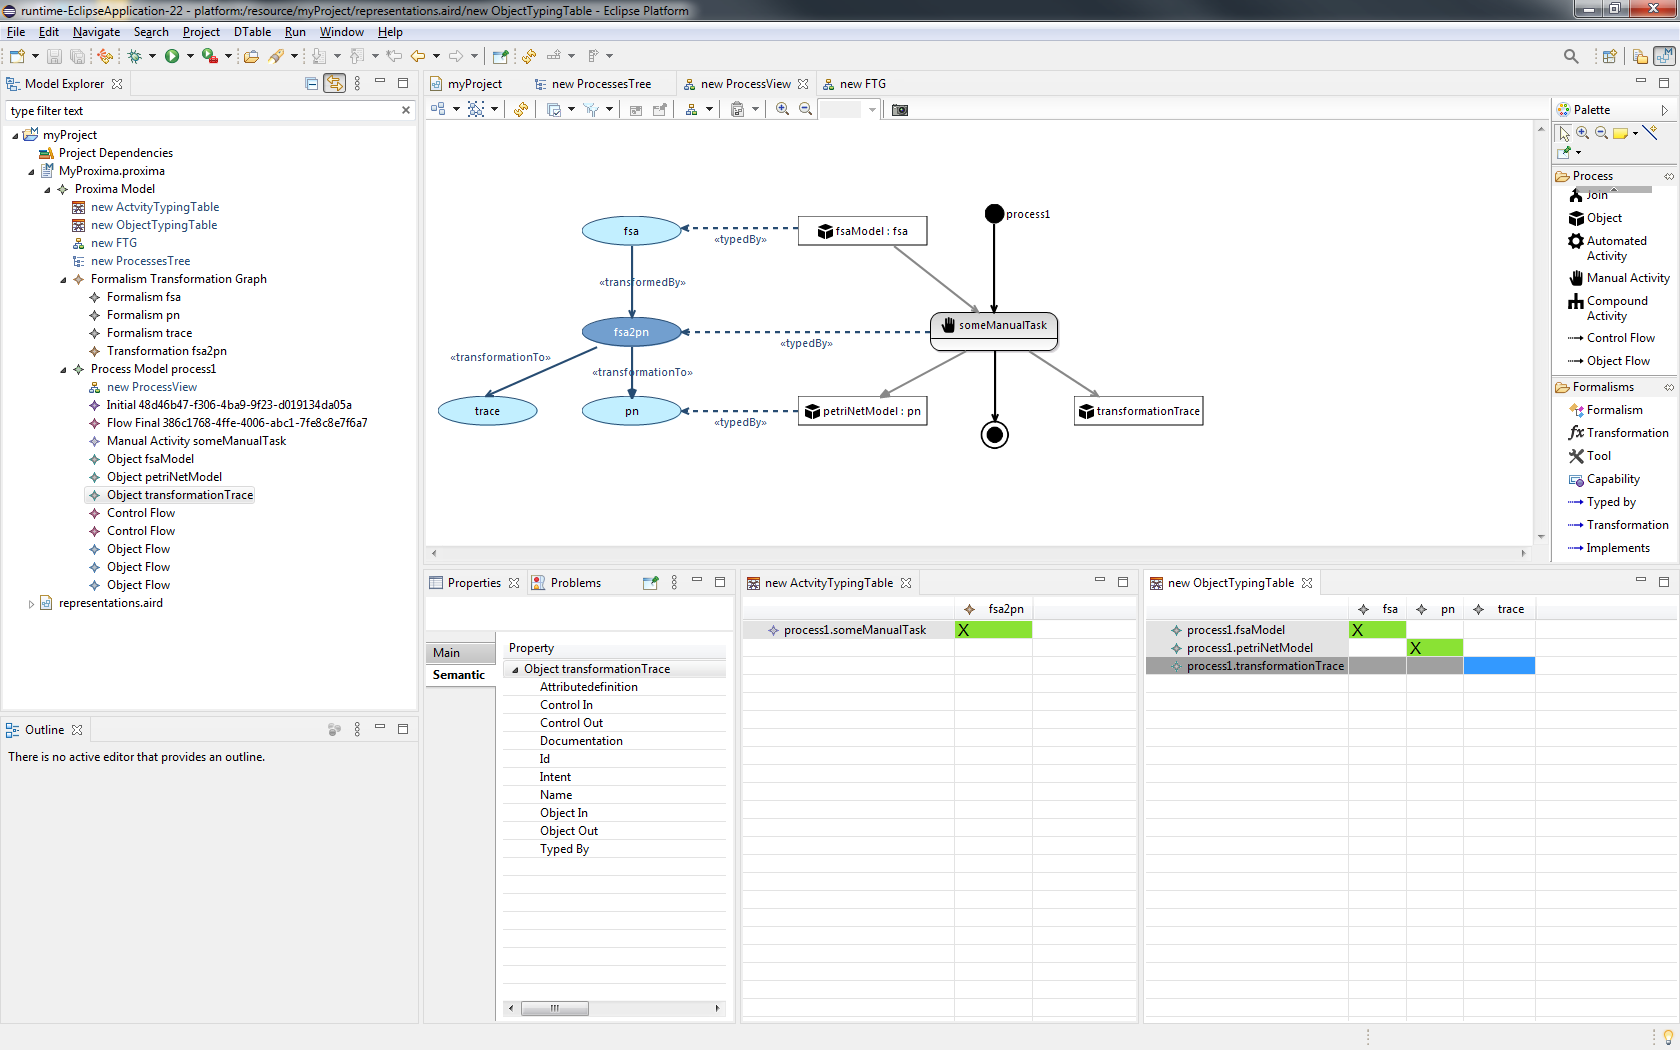 runtime-EclipseApplication-22 - platform:/resource/myProject/representations.aird/new ObjectTypingTable - Eclipse Platform
File Edit Navigate Search Project DTable Run Window Help
Model Explorer
type filter text
myProject
Project Dependencies
MyProxima.proxima
Proxima Model
new ActvityTypingTable
new ObjectTypingTable
new FTG
new ProcessesTree
Formalism Transformation Graph
Formalism fsa
Formalism pn
Formalism trace
Transformation fsa2pn
Process Model process1
new ProcessView
Initial 48d46b47-f306-4ba9-9f23-d019134da05a
Flow Final 386c1768-4ffe-4006-abc1-7fe8c8e7f6a7
Manual Activity someManualTask
Object fsaModel
Object petriNetModel
Object transformationTrace
Control Flow
Control Flow
Object Flow
Object Flow
Object Flow
representations.aird
Outline
There is no active editor that provides an outline.
myProject
new ProcessesTree
new ProcessView
new FTG
process1
fsa
«typedBy»
fsaModel : fsa
«transformedBy»
fsa2pn
«typedBy»
someManualTask
«transformationTo»
«transformationTo»
trace
pn
«typedBy»
petriNetModel : pn
transformationTrace
Palette
Process
Join
Object
Automated
Activity
Manual Activity
Compound
Activity
Control Flow
Object Flow
Formalisms
Formalism
Transformation
Tool
Capability
Typed by
Transformation
Implements
Properties
Problems
Main
Semantic
Property
Object transformationTrace
Attributedefinition
Control In
Control Out
Documentation
Id
Intent
Name
Object In
Object Out
Typed By
new ActvityTypingTable
fsa2pn
process1.someManualTask X
new ObjectTypingTable
fsa pn trace
process1.fsaModel X
process1.petriNetModel X
process1.transformationTrace